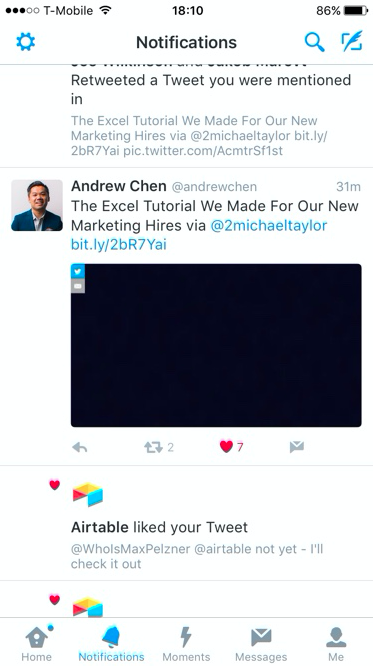 T-Mobile 18:10 86%
Notifications
Joe Wilkinson and
Retweeted a Tweet you were mentioned
in
The Excel Tutorial We Made For Our New
Marketing Hires via @2michaeltaylor bit.ly/
2bR7Yai pic.twitter.com/AcmtrSf1st
Andrew Chen @andrewchen 31m
The Excel Tutorial We Made For Our New
Marketing Hires via @2michaeltaylor
bit.ly/2bR7Yai
2 7
Airtable liked your Tweet
@WhoIsMaxPelzner @airtable not yet - I'll
check it out
Home Notifications Moments Messages Me